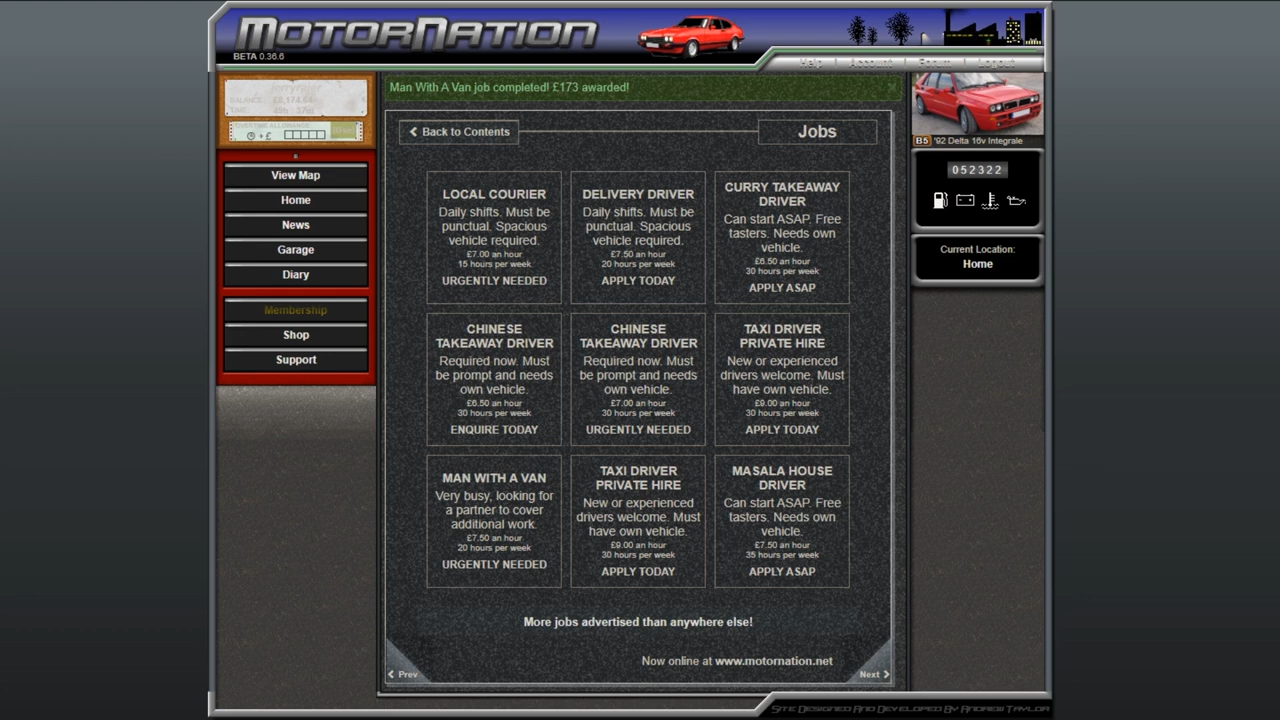 MotorNation
BETA 0.36.6
Help
Account
Forum
Logout
Man With A Van job completed! £173 awarded!
Back to Contents
Jobs
View Map
Home
News
Garage
Diary
Membership
Shop
Support
LOCAL COURIER
Daily shifts. Must be
punctual. Spacious
vehicle required.
£7.00 an hour
15 hours per week
URGENTLY NEEDED
DELIVERY DRIVER
Daily shifts. Must be
punctual. Spacious
vehicle required.
£7.50 an hour
20 hours per week
APPLY TODAY
CURRY TAKEAWAY
DRIVER
Can start ASAP. Free
tasters. Needs own
vehicle.
£6.50 an hour
30 hours per week
APPLY ASAP
CHINESE
TAKEAWAY DRIVER
Required now. Must
be prompt and needs
own vehicle.
£6.50 an hour
30 hours per week
ENQUIRE TODAY
CHINESE
TAKEAWAY DRIVER
Required now. Must
be prompt and needs
own vehicle.
£7.00 an hour
30 hours per week
URGENTLY NEEDED
TAXI DRIVER
PRIVATE HIRE
New or experienced
drivers welcome. Must
have own vehicle.
£9.00 an hour
30 hours per week
APPLY TODAY
MAN WITH A VAN
Very busy, looking for
a partner to cover
additional work.
£7.50 an hour
20 hours per week
URGENTLY NEEDED
TAXI DRIVER
PRIVATE HIRE
New or experienced
drivers welcome. Must
have own vehicle.
£9.00 an hour
30 hours per week
APPLY TODAY
MASALA HOUSE
DRIVER
Can start ASAP. Free
tasters. Needs own
vehicle.
£7.50 an hour
35 hours per week
APPLY ASAP
More jobs advertised than anywhere else!
Now online at www.motornation.net
Prev
Next
B5 '92 Delta 16v Integrale
052322
Current Location:
Home
Site Designed And Developed By Andrew Taylor